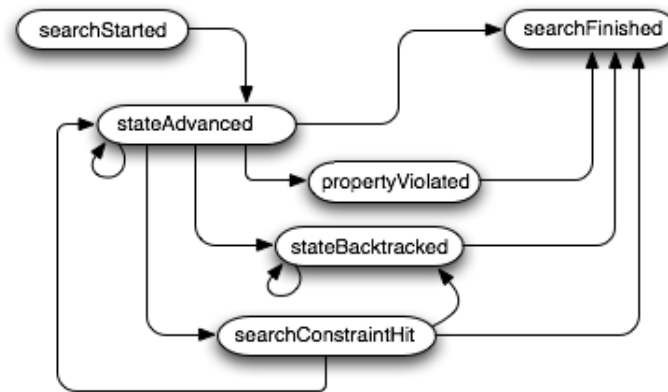 searchStarted
searchFinished
stateAdvanced
propertyViolated
stateBacktracked
searchConstraintHit